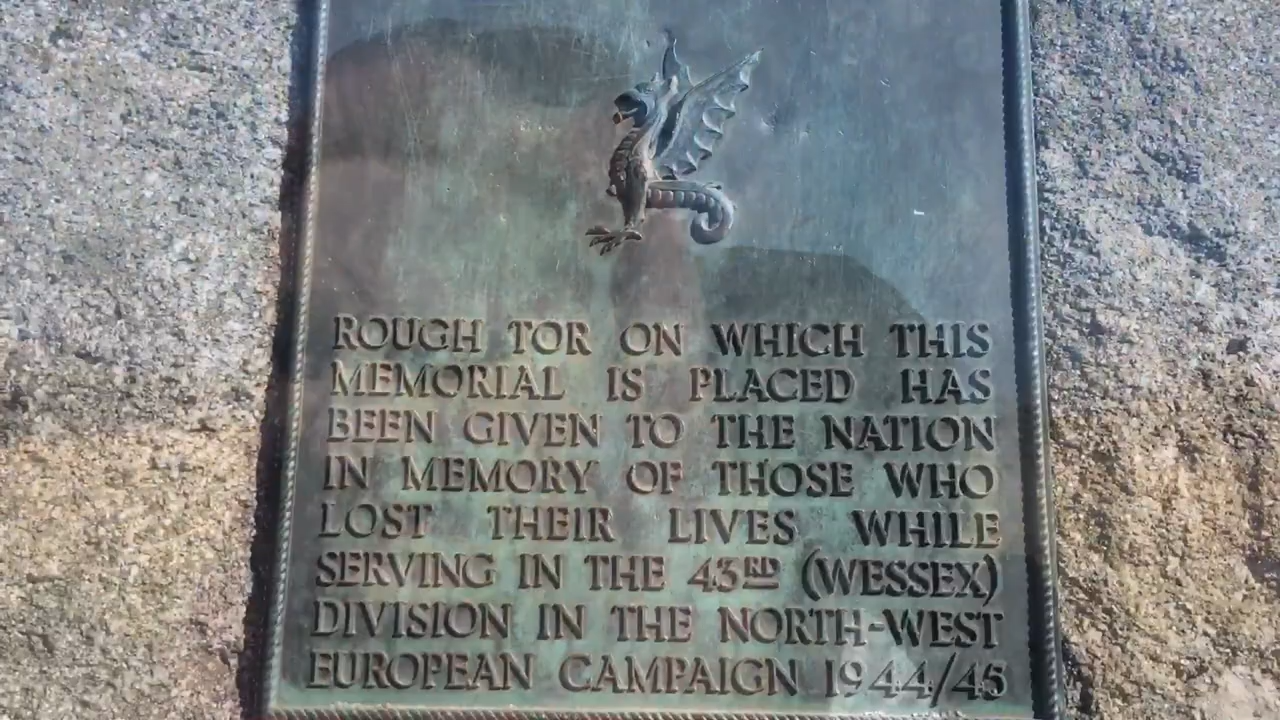 ROUGH TOR ON WHICH THIS
MEMORIAL IS PLACED HAS
BEEN GIVEN TO THE NATION
IN MEMORY OF THOSE WHO
LOST THEIR LIVES WHILE
SERVING IN THE 43RD (WESSEX)
DIVISION IN THE NORTH-WEST
EUROPEAN CAMPAIGN 1944/45